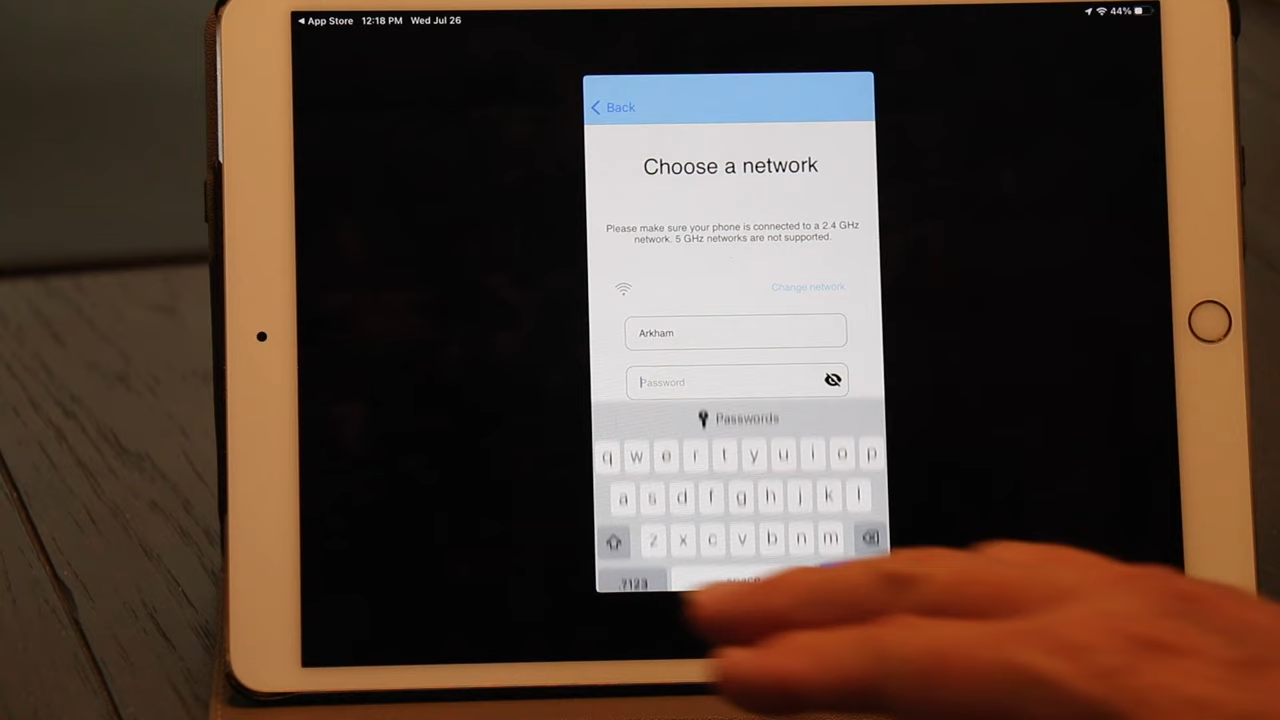 App Store 12:18 PM Wed Jul 26
44%
Back
Choose a network
Please make sure your phone is connected to a 2.4 GHz
network. 5 GHz networks are not supported.
Change network
Arkham
Password
Passwords
q w e r t y u i o p
a s d f g h j k l
z x c v b n m
.?123 space